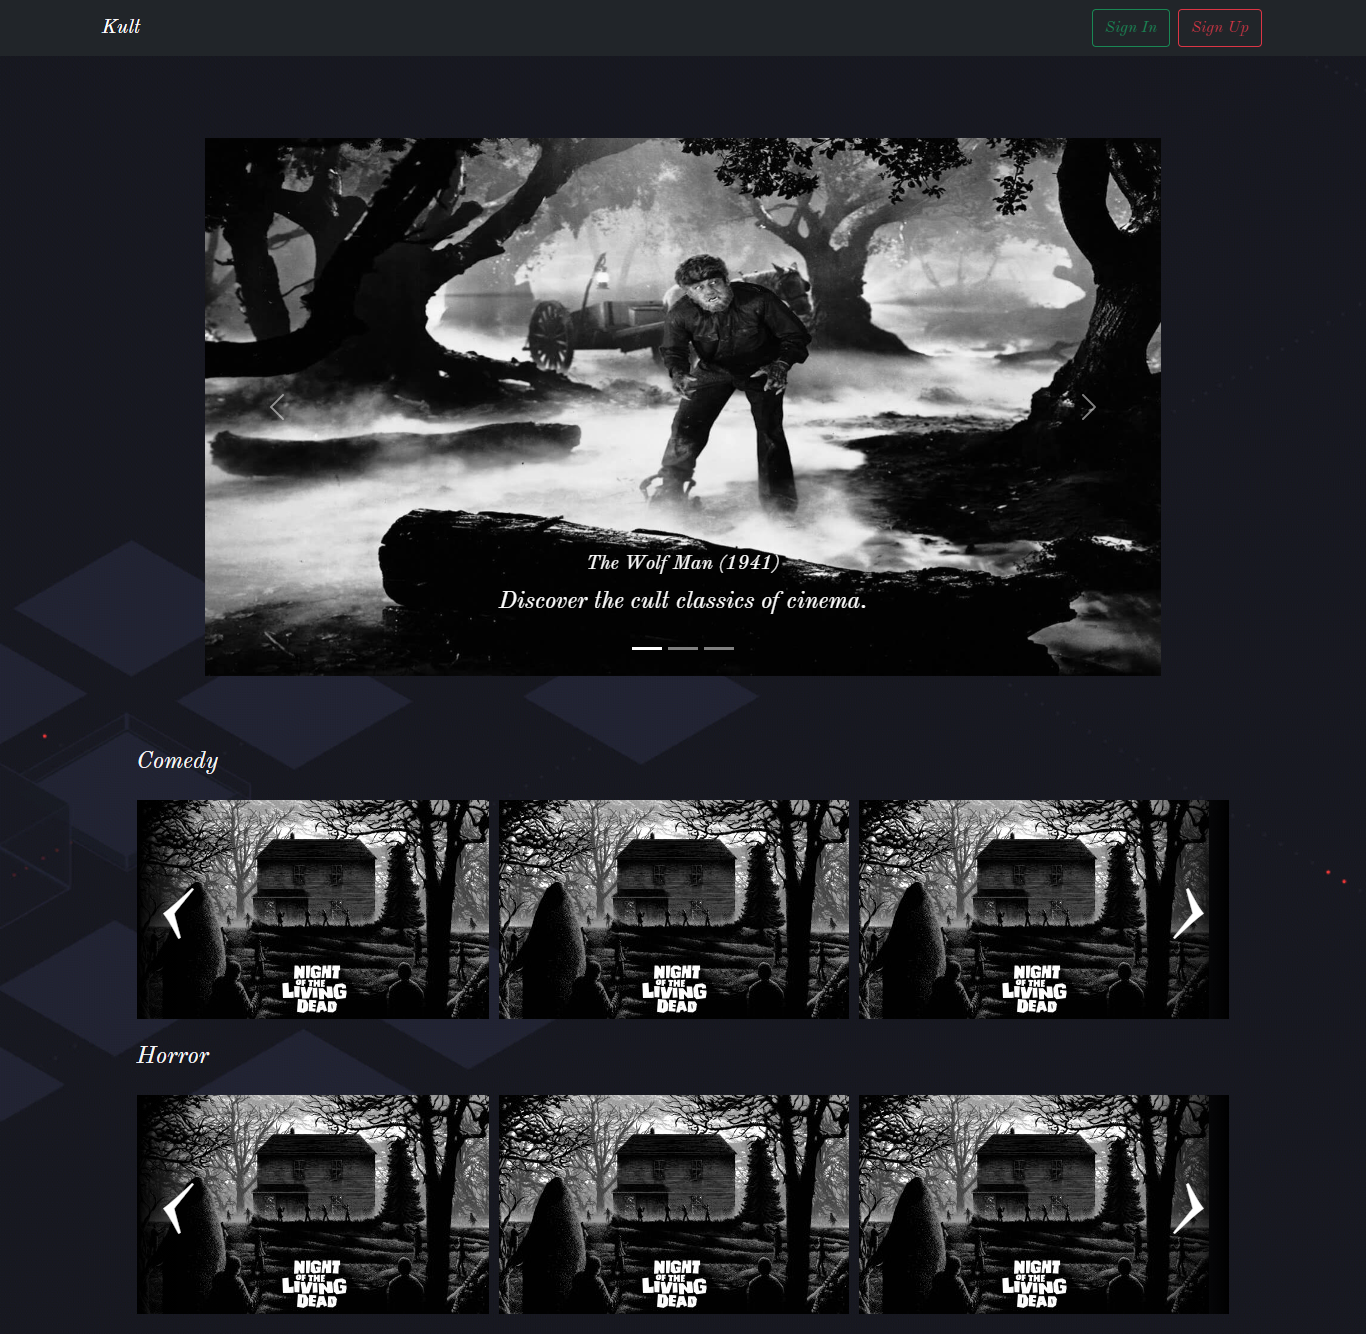 Kult
Sign In
Sign Up
The Wolf Man (1941)
Discover the cult classics of cinema.
Comedy
NIGHT
OF THE
LIVING
DEAD
NIGHT
OF THE
LIVING
DEAD
NIGHT
OF THE
LIVING
DEAD
Horror
NIGHT
OF THE
LIVING
DEAD
NIGHT
OF THE
LIVING
DEAD
NIGHT
OF THE
LIVING
DEAD